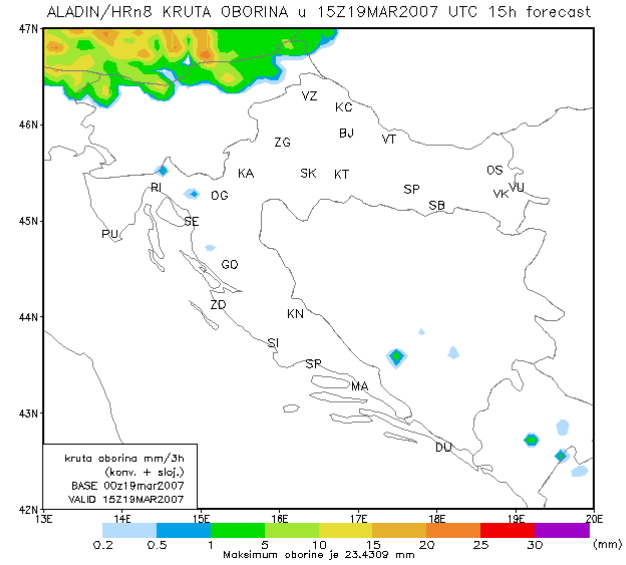 ALADIN/HRn8 KRUTA OBORINA u 15Z19MAR2007 UTC 15h forecast
47N
46N
45N
44N
43N
42N
VZ
KC
BJ
ZG
VT
KA
SK
KT
OS
RI
OG
SP
VK
VU
SB
SE
PU
GO
ZD
KN
SI
SP
MA
DU
kruta oborina mm/3h
(konv. + sloj.)
BASE 00z19mar2007
VALID 15Z19MAR2007
13E 14E 15E 16E 17E 18E 19E 20E
0.2 0.5 1 5 10 15 20 25 30 (mm)
Maksimum oborine je 23.4309 mm